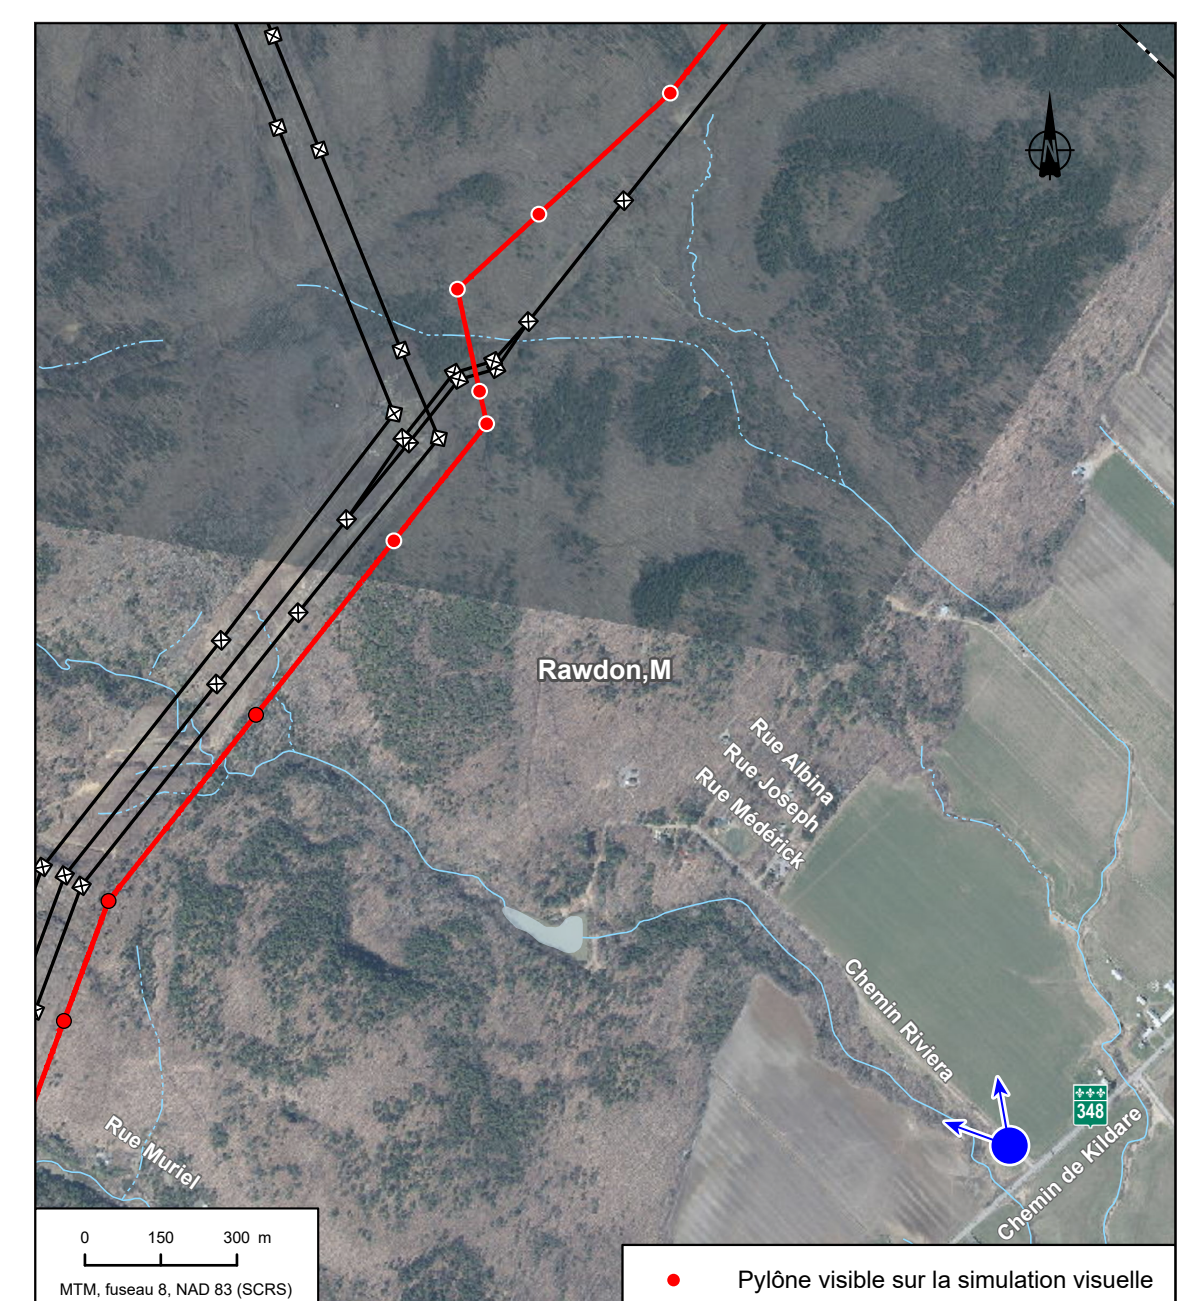 N
Rawdon,M
Rue Albina
Rue Joseph
Rue Médérick
Chemin Riviera
348
Chemin de Kildare
Rue Muriel
0 150 300 m
MTM, fuseau 8, NAD 83 (SCRS)
Pylône visible sur la simulation visuelle